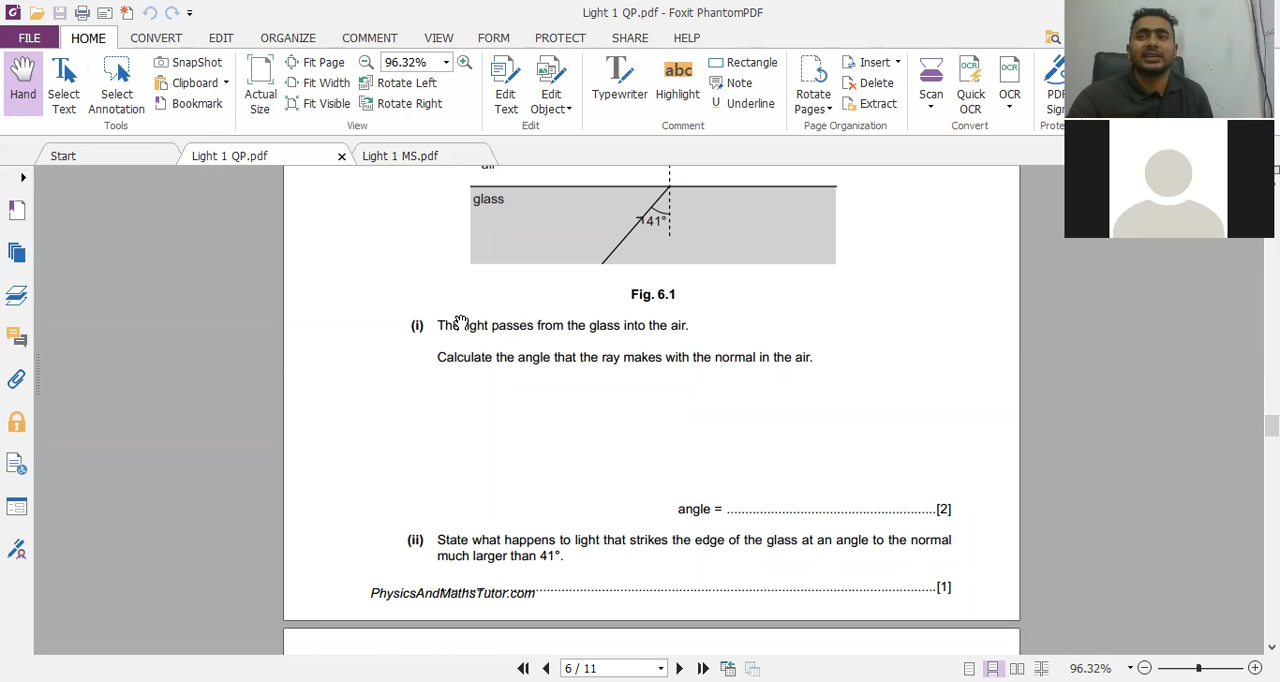 Light 1 QP.pdf - Foxit PhantomPDF
FILE HOME CONVERT EDIT ORGANIZE COMMENT VIEW FORM PROTECT SHARE HELP
Hand
Select Text
Select Annotation
SnapShot
Clipboard
Bookmark
Tools
Actual Size
Fit Page
Fit Width
Fit Visible
96.32%
Rotate Left
Rotate Right
View
Edit Text
Edit Object
Edit
Typewriter
abc
Highlight
Rectangle
Note
U Underline
Comment
Rotate Pages
Insert
Delete
Extract
Page Organization
OCR
Scan
Quick OCR
OCR
OCR
Convert
PDF
Sign
Start
Light 1 QP.pdf
Light 1 MS.pdf
air
glass
41°
Fig. 6.1
(i) The light passes from the glass into the air.
Calculate the angle that the ray makes with the normal in the air.
angle = ..................................................[2]
(ii) State what happens to light that strikes the edge of the glass at an angle to the normal
much larger than 41°.
..................................................[1]
PhysicsAndMathsTutor.com
6 / 11
96.32%